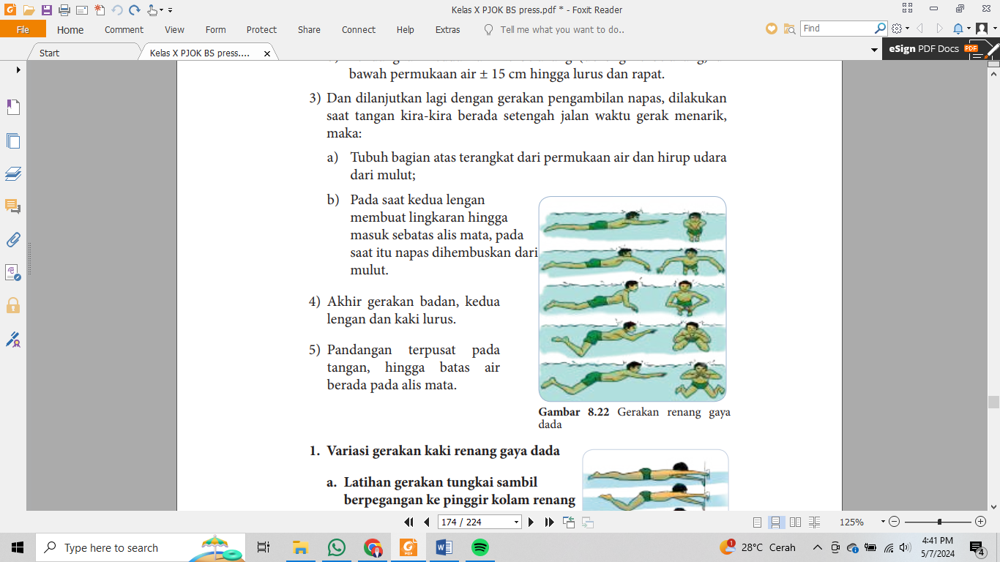 Kelas X PJOK BS press.pdf * - Foxit Reader
File Home Comment View Form Protect Share Connect Help Extras Tell me what you want to do.. Find
Start Kelas X PJOK BS press.... eSign PDF Docs PDF
bawah permukaan air ± 15 cm hingga lurus dan rapat.
3) Dan dilanjutkan lagi dengan gerakan pengambilan napas, dilakukan
saat tangan kira-kira berada setengah jalan waktu gerak menarik,
maka:
a) Tubuh bagian atas terangkat dari permukaan air dan hirup udara
dari mulut;
b) Pada saat kedua lengan
membuat lingkaran hingga
masuk sebatas alis mata, pada
saat itu napas dihembuskan dari
mulut.
4) Akhir gerakan badan, kedua
lengan dan kaki lurus.
5) Pandangan terpusat pada
tangan, hingga batas air
berada pada alis mata.
Gambar 8.22 Gerakan renang gaya
dada
1. Variasi gerakan kaki renang gaya dada
a. Latihan gerakan tungkai sambil
berpegangan ke pinggir kolam renang
174 / 224 125%
Type here to search 1 28°C Cerah 4:41 PM
5/7/2024 4